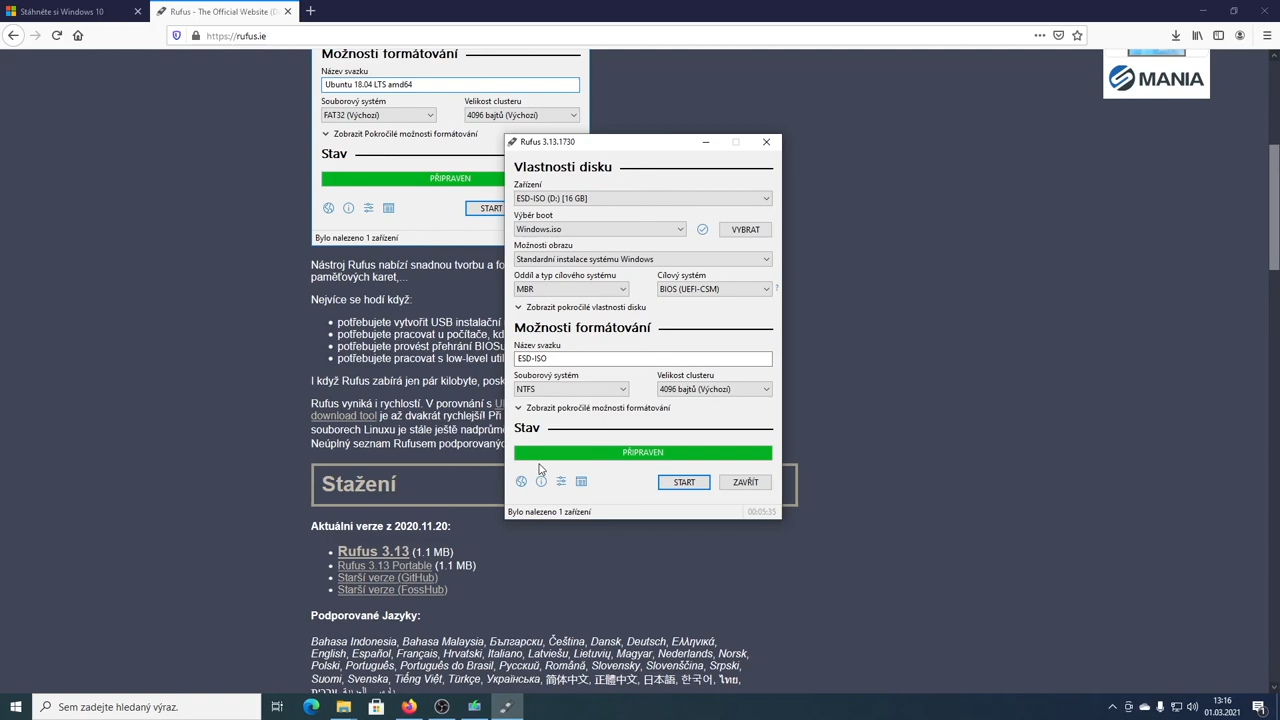 Stáhněte si Windows 10
Rufus - The Official Website (D
https://rufus.ie
Možnosti formátování
Název svazku
Ubuntu 18.04 LTS amd64
Souborový systém
Velikost clusteru
FAT32 (Výchozí)
4096 bajtů (Výchozí)
Zobrazit Pokročilé možnosti formátování
Stav
PŘIPRAVEN
START
Bylo nalezeno 1 zařízení
MANIA
Rufus 3.13.1730
Vlastnosti disku
Zařízení
ESD-ISO (D:) [16 GB]
Výběr boot
Windows.iso
VYBRAT
Možnosti obrazu
Standardní instalace systému Windows
Oddíl a typ cílového systému
Cílový systém
MBR
BIOS (UEFI-CSM)
?
Zobrazit pokročilé vlastnosti disku
Možnosti formátování
Název svazku
ESD-ISO
Souborový systém
Velikost clusteru
NTFS
4096 bajtů (Výchozí)
Zobrazit pokročilé možnosti formátování
Stav
PŘIPRAVEN
START
ZAVŘÍT
Bylo nalezeno 1 zařízení
00:05:35
Nástroj Rufus nabízí snadnou tvorbu a fo
paměťových karet,...
Nejvíce se hodí když:
potřebujete vytvořit USB instalační
potřebujete pracovat u počítače, kd
potřebujete provést přehrání BIOSu
potřebujete pracovat s low-level util
I když Rufus zabírá jen pár kilobyte, posk
Rufus vyniká i rychlostí. V porovnání s U
download tool je až dvakrát rychlejší! Při
souborech Linuxu je stále ještě nadprůme
Neúplný seznam Rufusem podporovaných
Stažení
Aktuální verze z 2020.11.20:
Rufus 3.13 (1.1 MB)
Rufus 3.13 Portable (1.1 MB)
Starší verze (GitHub)
Starší verze (FossHub)
Podporované Jazyky:
Bahasa Indonesia, Bahasa Malaysia, Български, Čeština, Dansk, Deutsch, Ελληνικά,
English, Español, Français, Hrvatski, Italiano, Latviešu, Lietuvių, Magyar, Nederlands, Norsk,
Polski, Português, Português do Brasil, Русский, Română, Slovensky, Slovenščina, Srpski,
Suomi, Svenska, Tiếng Việt, Türkçe, Українська, 简体中文, 正體中文, 日本語, 한국어, ไทย,
Sem zadejte hledaný výraz.
13:16
01.03.2021
1